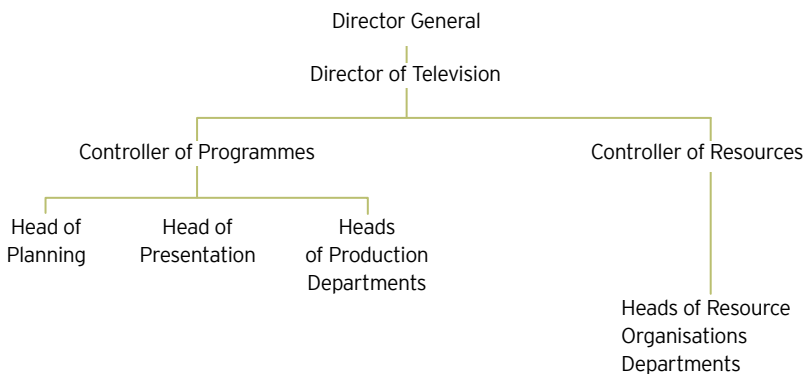 Director General
Director of Television
Controller of Programmes
Controller of Resources
Head of
Planning
Head of
Presentation
Heads
of Production
Departments
Heads of Resource
Organisations
Departments